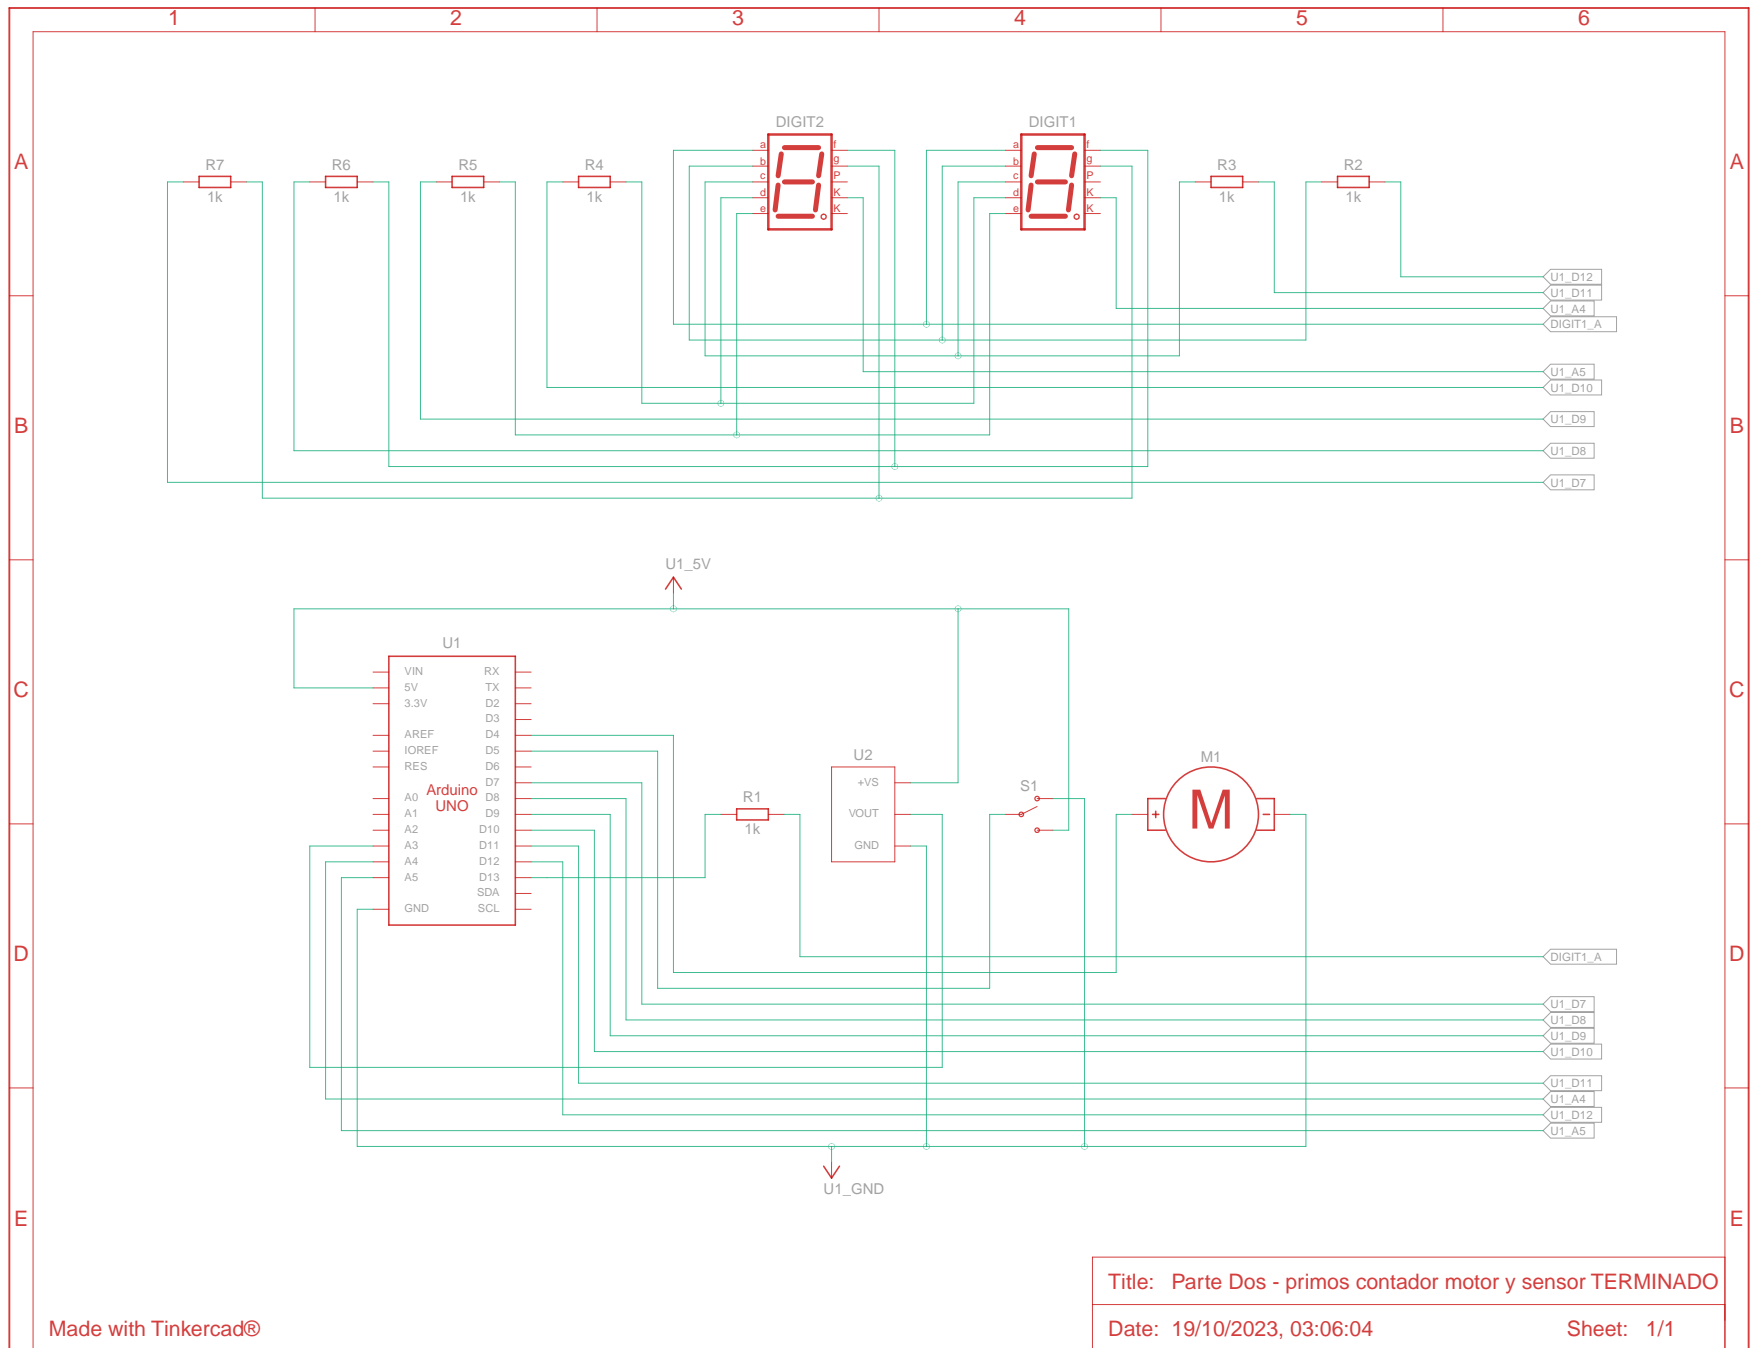 1 2 3 4 5 6
DIGIT2 DIGIT1
A R7 R6 R5 R4 R3 R2 A
1k 1k 1k 1k 1k 1k
a f a f
b g b g
c P c P
d K d K
e K e K
U1_D12
U1_D11
U1_A4
DIGIT1_A
U1_A5
U1_D10
B U1_D9 B
U1_D8
U1_D7
U1_5V
U1
VIN RX
C 5V TX C
3.3V D2
D3
AREF D4
IOREF D5
RES D6
D7
A0 D8
A1 D9
A2 D10
A3 D11
A4 D12
A5 D13
SDA
GND SCL
Arduino
UNO
R1
1k
U2
+VS
VOUT
GND
S1
M1
+ M -
D DIGIT1_A D
U1_D7
U1_D8
U1_D9
U1_D10
U1_D11
U1_A4
U1_D12
U1_A5
U1_GND
E E
Title: Parte Dos - primos contador motor y sensor TERMINADO
Made with Tinkercad® Date: 19/10/2023, 03:06:04 Sheet: 1/1